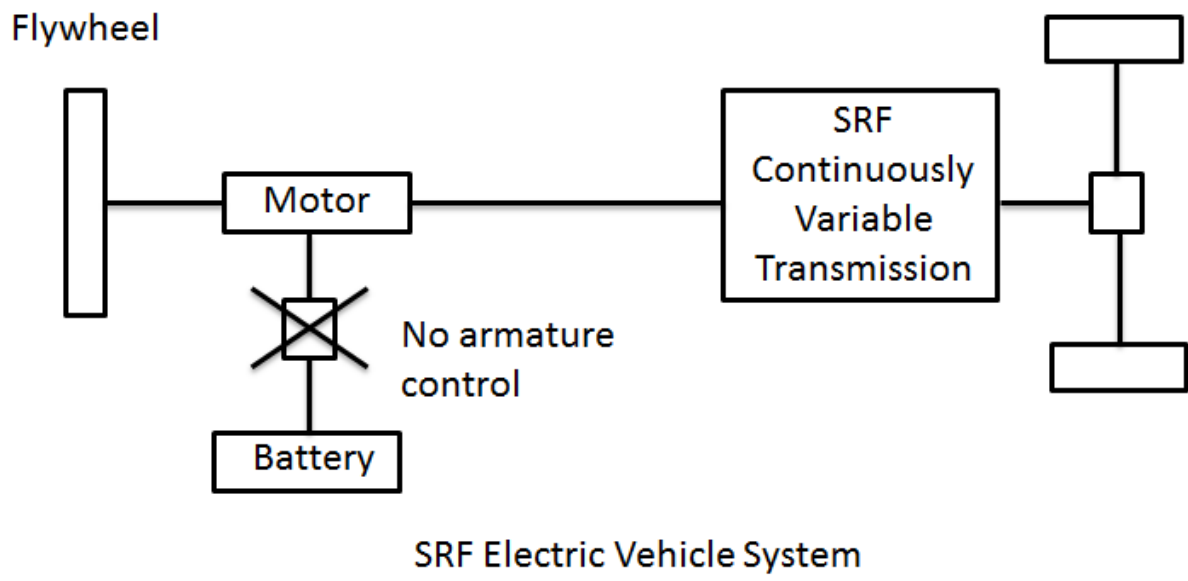 Flywheel
Motor
SRF
Continuously
Variable
Transmission
No armature
control
Battery
SRF Electric Vehicle System